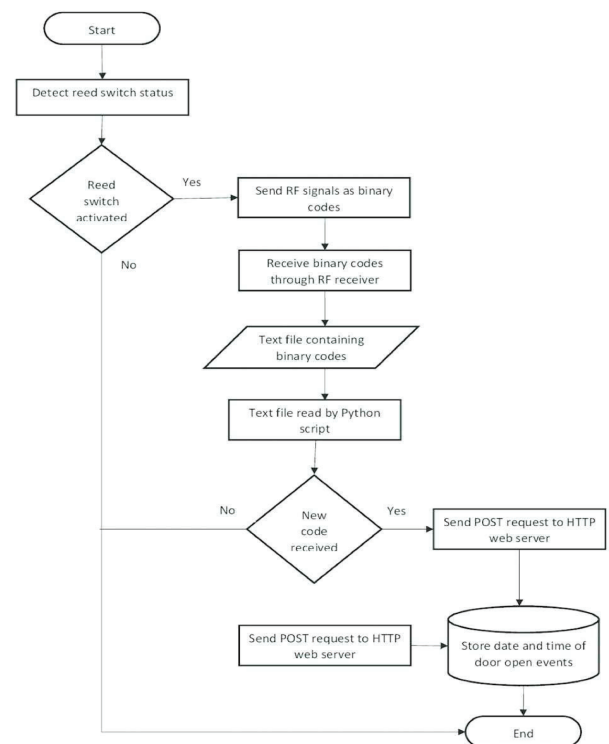 Start
Detect reed switch status
Reed
switch
activated
Yes
No
Send RF signals as binary
codes
Receive binary codes
through RF receiver
Text file containing
binary codes
Text file read by Python
script
New
code
received
No
Yes
Send POST request to HTTP
web server
Send POST request to HTTP
web server
Store date and time of
door open events
End